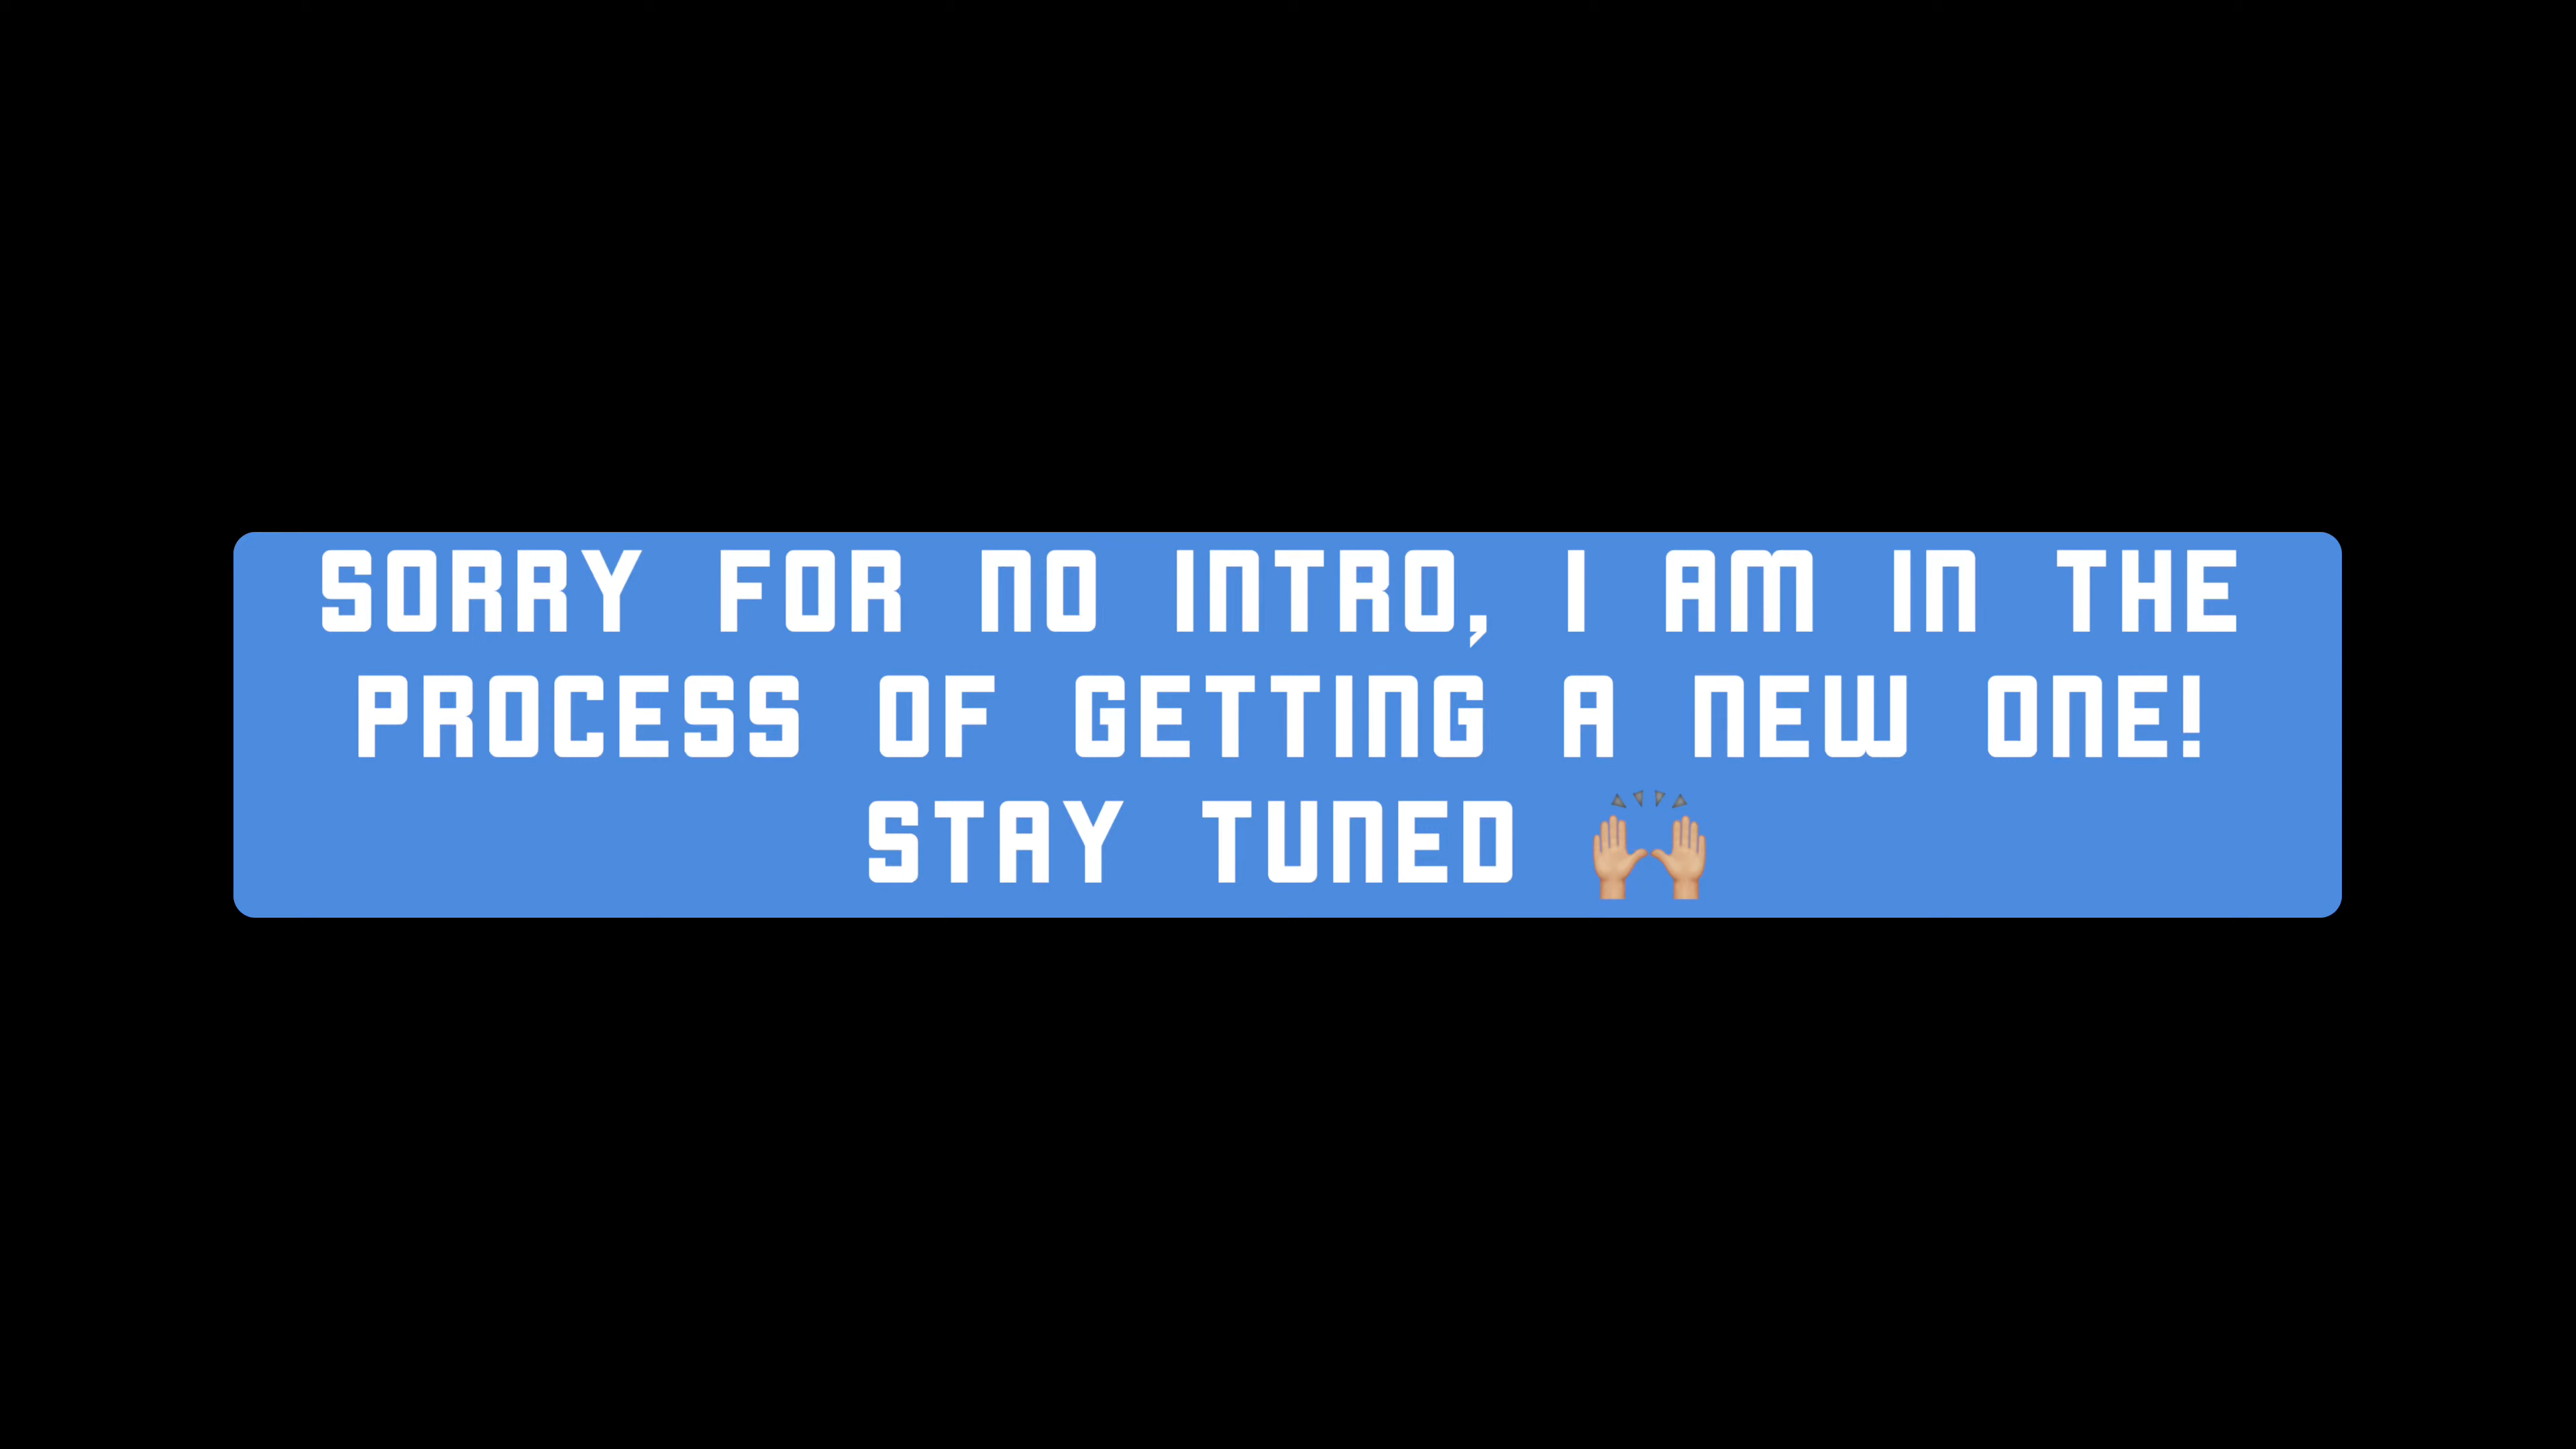 SORRY FOR NO INTRO, I AM IN THE
PROCESS OF GETTING A NEW ONE!
STAY TUNED 🙌🏼